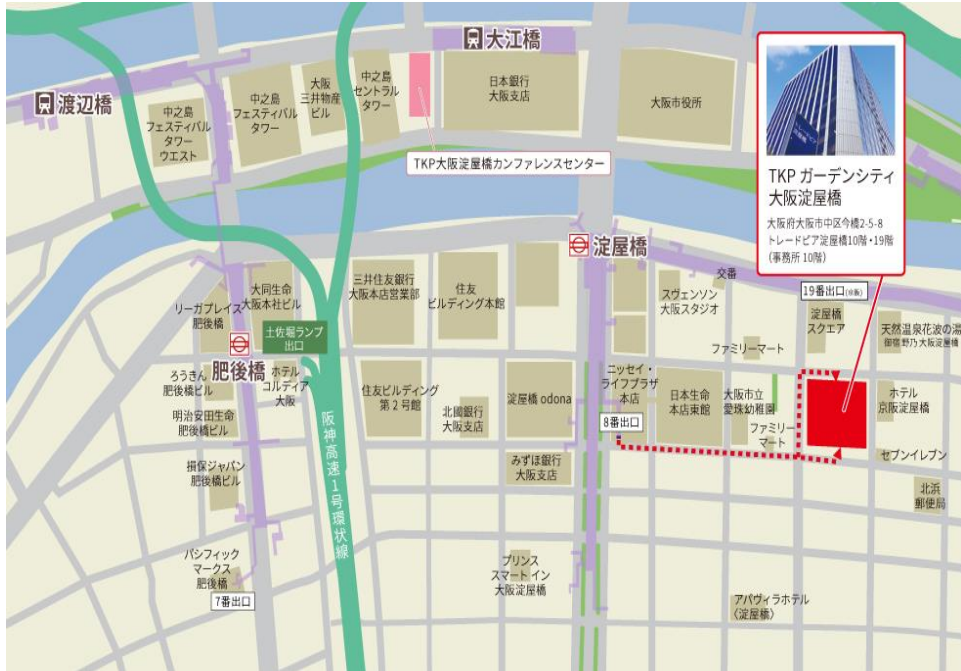 大江橋
渡辺橋
中之島
フェスティバル
タワー
ウエスト
中之島
フェスティバル
タワー
大阪
三井物産
ビル
中之島
セントラル
タワー
日本銀行
大阪支店
大阪市役所
TKP大阪淀屋橋カンファレンスセンター
TKP ガーデンシティ
大阪淀屋橋
大阪府大阪市中区今橋2-5-8
トレードピア淀屋橋10階・19階
(事務所 10階)
淀屋橋
交番
19番出口(京阪)
リーガプレイス
肥後橋
大同生命
大阪本社ビル
土佐堀ランプ
出口
三井住友銀行
大阪本店営業部
住友
ビルディング本館
スヴェンソン
大阪スタジオ
淀屋橋
スクエア
天然温泉花波の湯
御宿 野乃 大阪淀屋橋
ファミリーマート
肥後橋
ろうきん
肥後橋ビル
ホテル
コルディア
大阪
住友ビルディング
第2号館
北國銀行
大阪支店
淀屋橋 odona
ニッセイ・
ライフプラザ
本店
8番出口
日本生命
本店東館
大阪市立
愛珠幼稚園
ファミリー
マート
ホテル
京阪淀屋橋
セブンイレブン
明治安田生命
肥後橋ビル
損保ジャパン
肥後橋ビル
阪神高速1号環状線
みずほ銀行
大阪支店
北浜
郵便局
パシフィック
マークス
肥後橋
7番出口
プリンス
スマート イン
大阪淀屋橋
アパヴィラホテル
〈淀屋橋〉